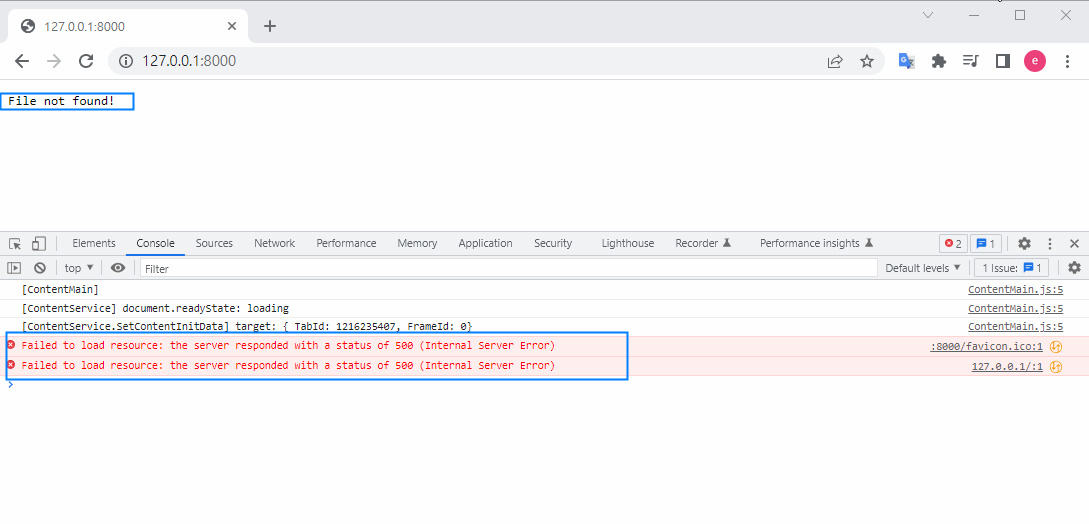 127.0.0.1:8000
127.0.0.1:8000
e
File not found!
Elements Console Sources Network Performance Memory Application Security Lighthouse Recorder Performance insights 2 1
top Filter Default levels 1 Issue: 1
[ContentMain] ContentMain.js:5
[ContentService] document.readyState: loading ContentMain.js:5
[ContentService.SetContentInitData] target: { TabId: 1216235407, FrameId: 0} ContentMain.js:5
Failed to load resource: the server responded with a status of 500 (Internal Server Error) :8000/favicon.ico:1
Failed to load resource: the server responded with a status of 500 (Internal Server Error) 127.0.0.1/:1